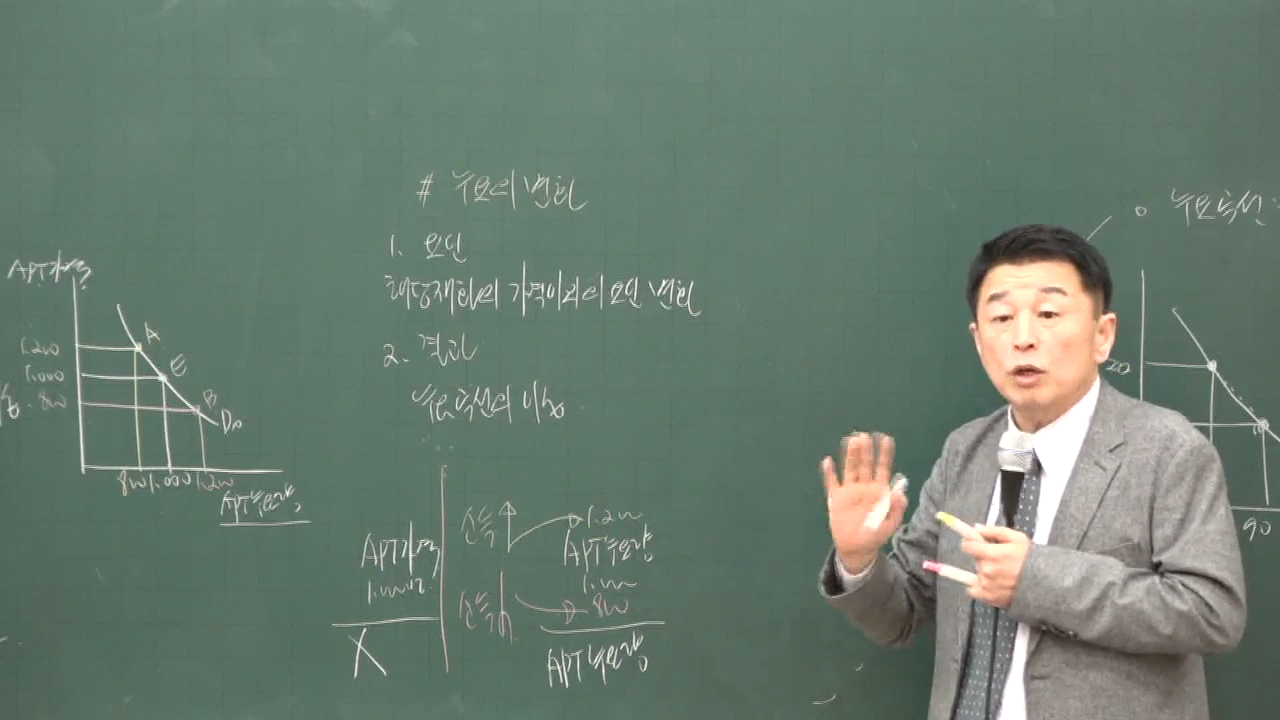 # 수요의 변화
1. 요인
해당재화의 가격이외의 요인 변화
2. 결과
수요곡선의 이동
APT가격
1.200
1.000
800
A
E
B
D₀
800 1.000 1.200
APT수요량
APT가격
1.000
X
소득↑
1.200
APT수요량
1.000
소득↓
800
APT수요량
○ 수요곡선
20
90